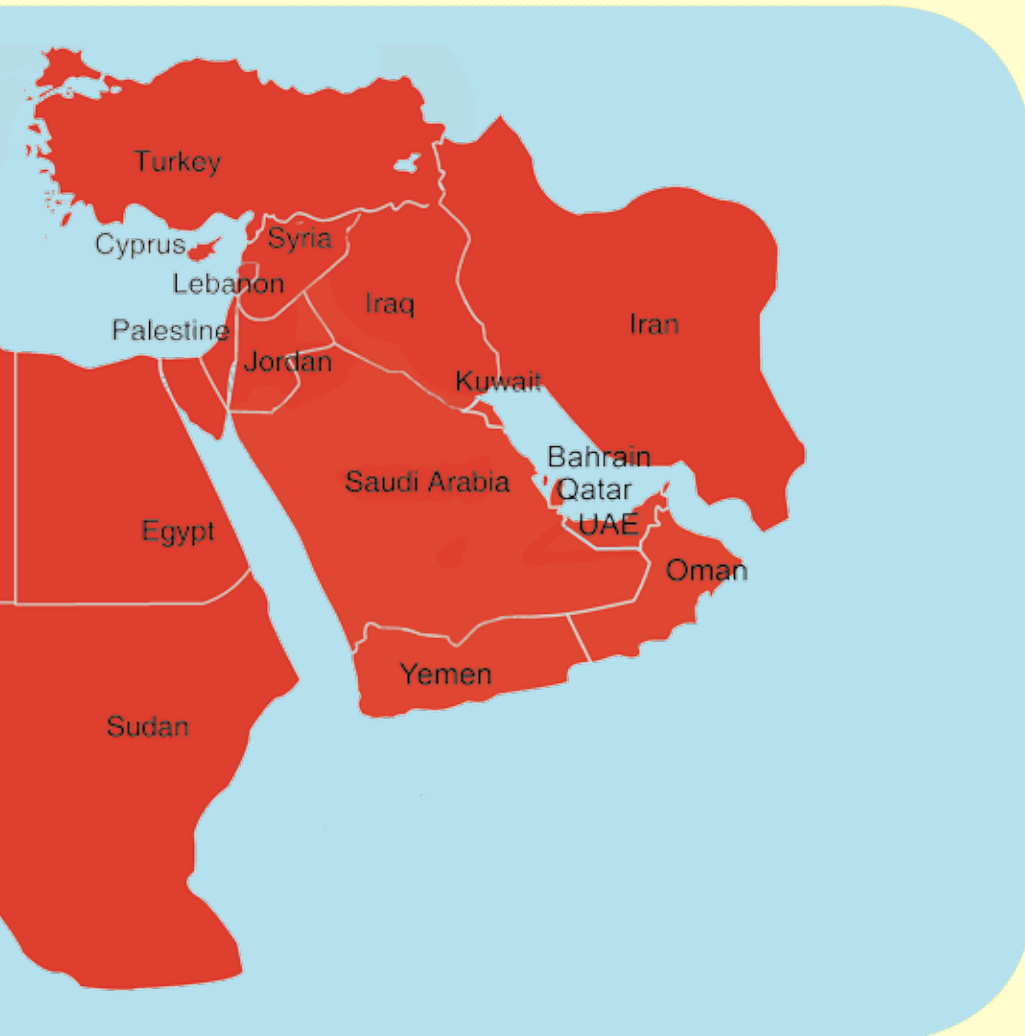 Turkey
Cyprus
Syria
Lebanon
Iraq
Palestine
Iran
Jordan
Kuwait
Bahrain
Saudi Arabia
Qatar
UAE
Egypt
Oman
Yemen
Sudan